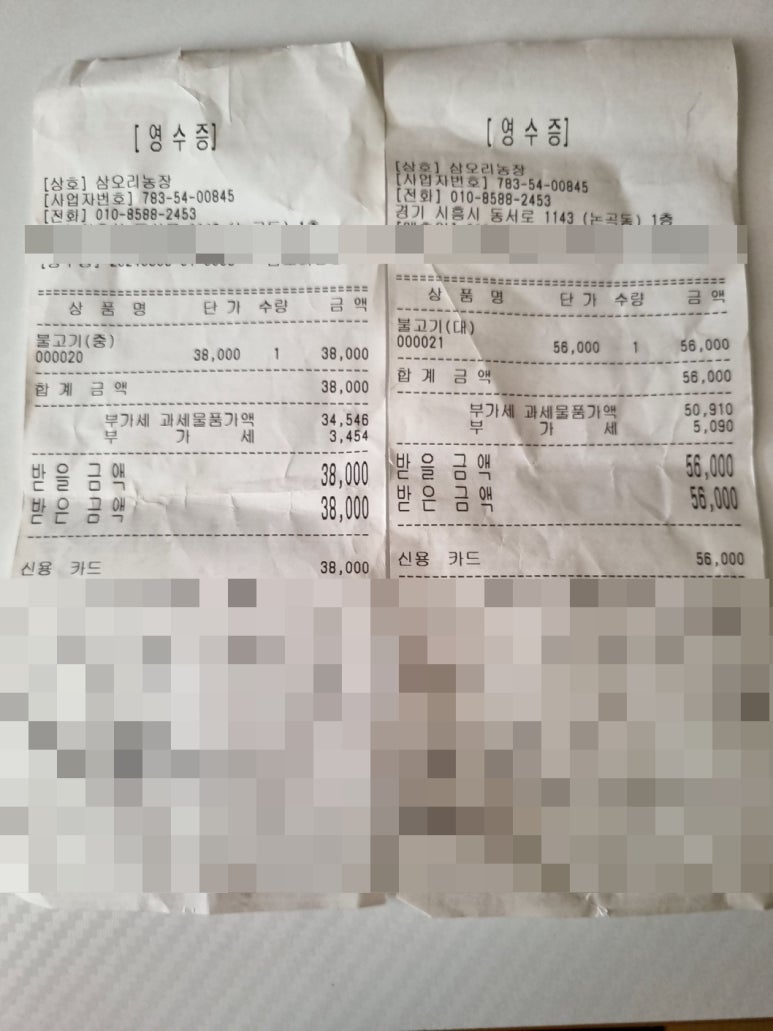 [영수증]
[상호] 삼오리농장
[사업자번호] 783-54-00845
[전화] 010-8588-2453
상 품 명 단 가 수량 금 액
불고기(중)
000020 38,000 1 38,000
합 계 금 액 38,000
부가세 과세물품가액 34,546
부 가 세 3,454
받 을 금 액 38,000
받 은 금 액 38,000
신용 카드 38,000
[영수증]
[상호] 삼오리농장
[사업자번호] 783-54-00845
[전화] 010-8588-2453
경기 시흥시 동서로 1143 (논곡동) 1층
상 품 명 단 가 수량 금 액
불고기(대)
000021 56,000 1 56,000
합 계 금 액 56,000
부가세 과세물품가액 50,910
부 가 세 5,090
받 을 금 액 56,000
받 은 금 액 56,000
신용 카드 56,000